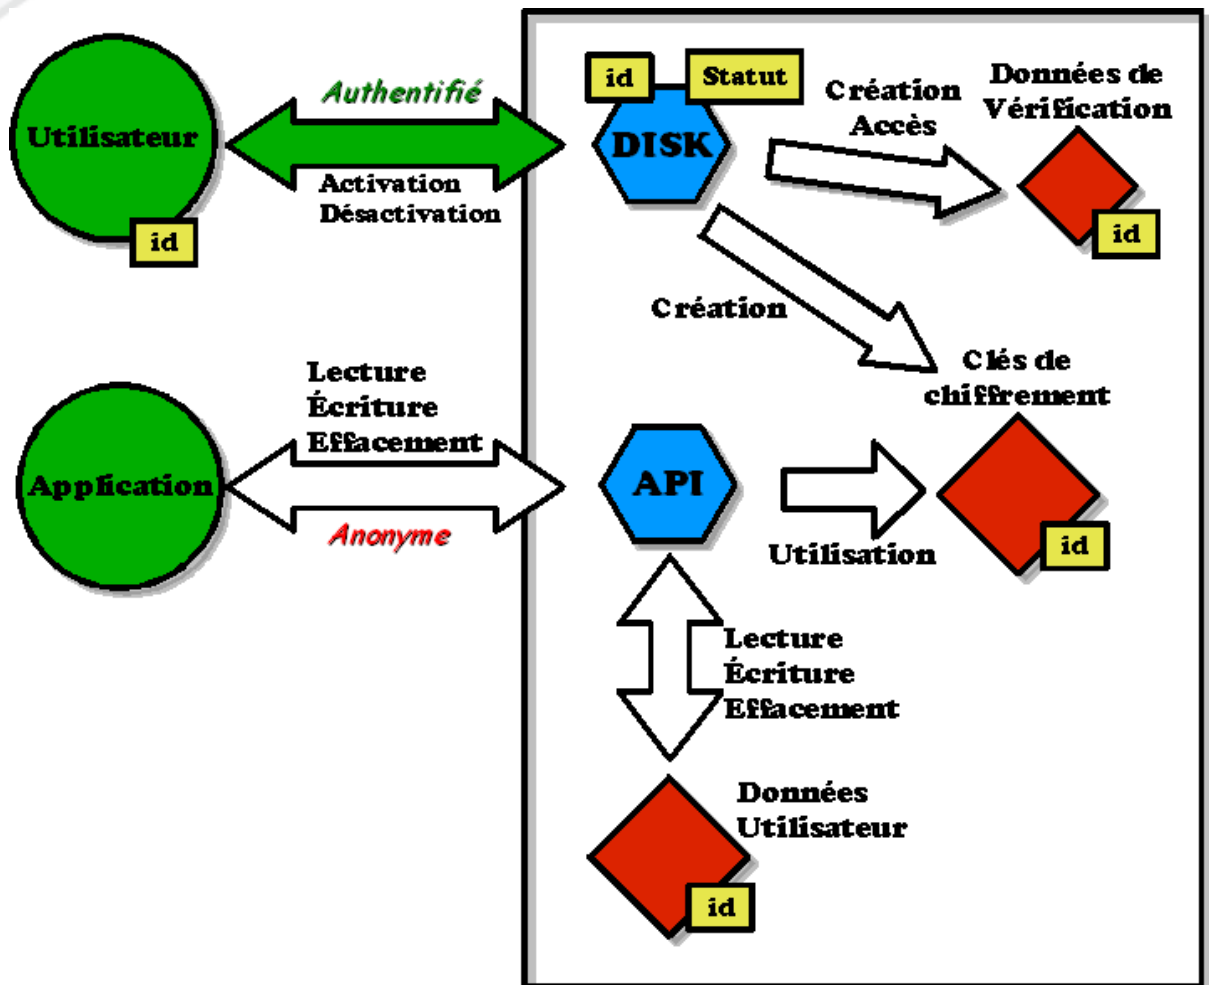 Utilisateur
id
Authentifié
Activation
Désactivation
id
Statut
DISK
Création
Accès
Données de
Vérification
id
Création
Clés de
chiffrement
id
Application
Lecture
Écriture
Effacement
Anonyme
API
Utilisation
Lecture
Écriture
Effacement
Données
Utilisateur
id